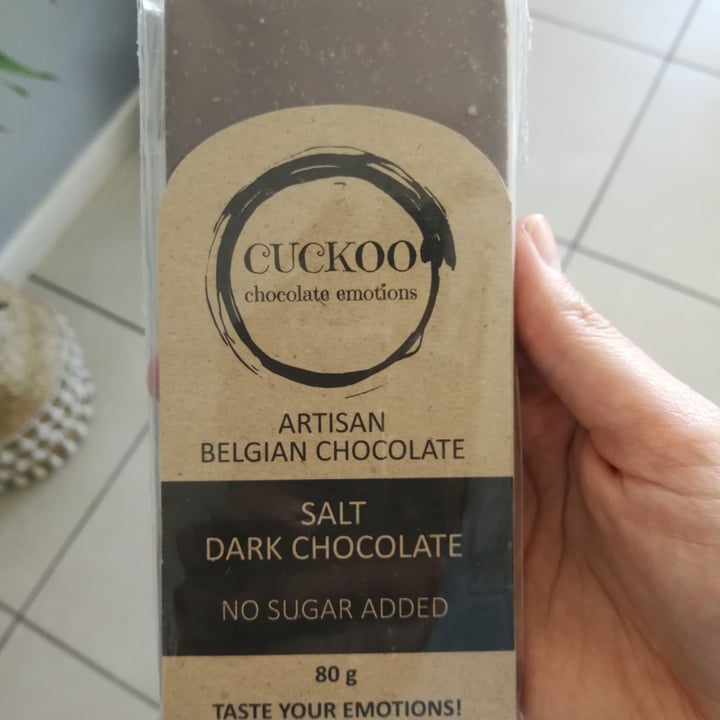 CUCKOO
chocolate emotions
ARTISAN
BELGIAN CHOCOLATE
SALT
DARK CHOCOLATE
NO SUGAR ADDED
80 g
TASTE YOUR EMOTIONS!